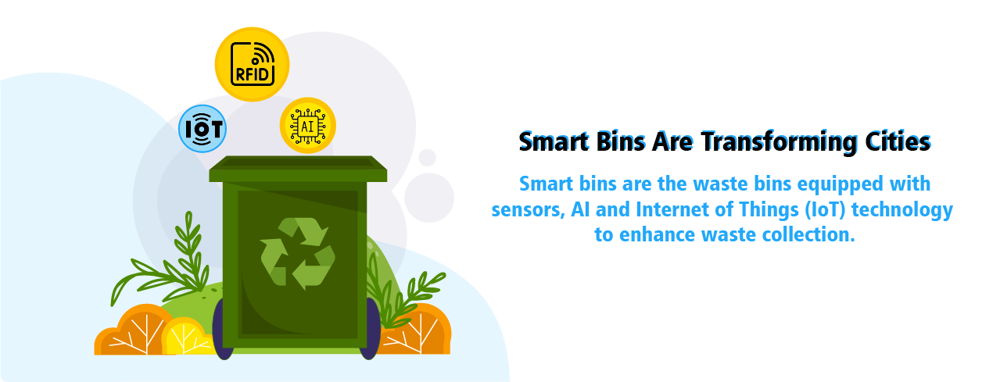 RFID
IOT
AI
Smart Bins Are Transforming Cities
Smart bins are the waste bins equipped with
sensors, AI and Internet of Things (IoT) technology
to enhance waste collection.